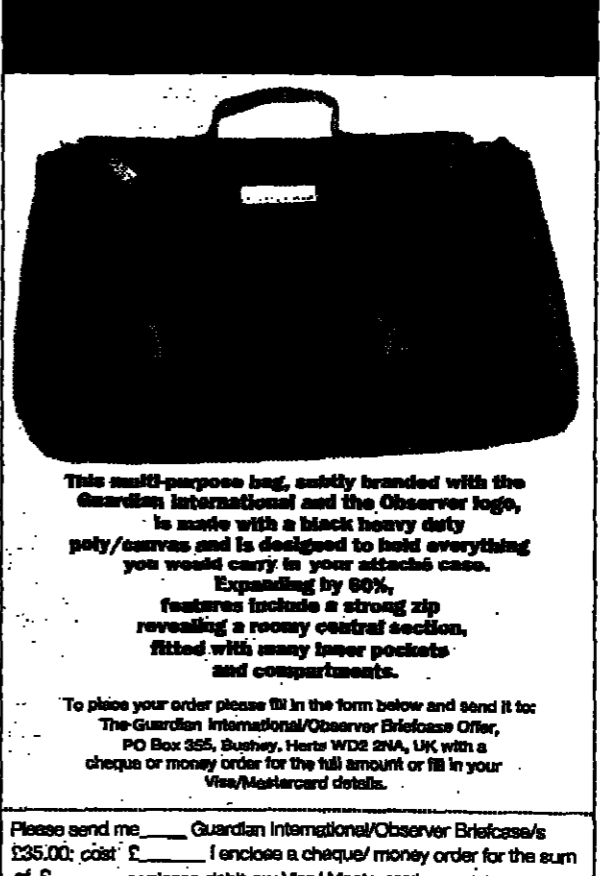 This multi-purpose bag, subtly branded with the
Guardian International and the Observer logo,
is made with a black heavy duty
poly/canvas and is designed to hold everything
you would carry in your attaché case.
Expanding by 60%,
features include a strong zip
revealing a roomy central section,
fitted with many inner pockets
and compartments.
To place your order please fill in the form below and send it to:
The Guardian International/Observer Briefcase Offer,
PO Box 355, Bushey, Herts WD2 2NA, UK with a
cheque or money order for the full amount or fill in your
Visa/Mastercard details.
Please send me____ Guardian International/Observer Briefcase/s
£35.00: cost £______ I enclose a cheque/ money order for the sum
of £